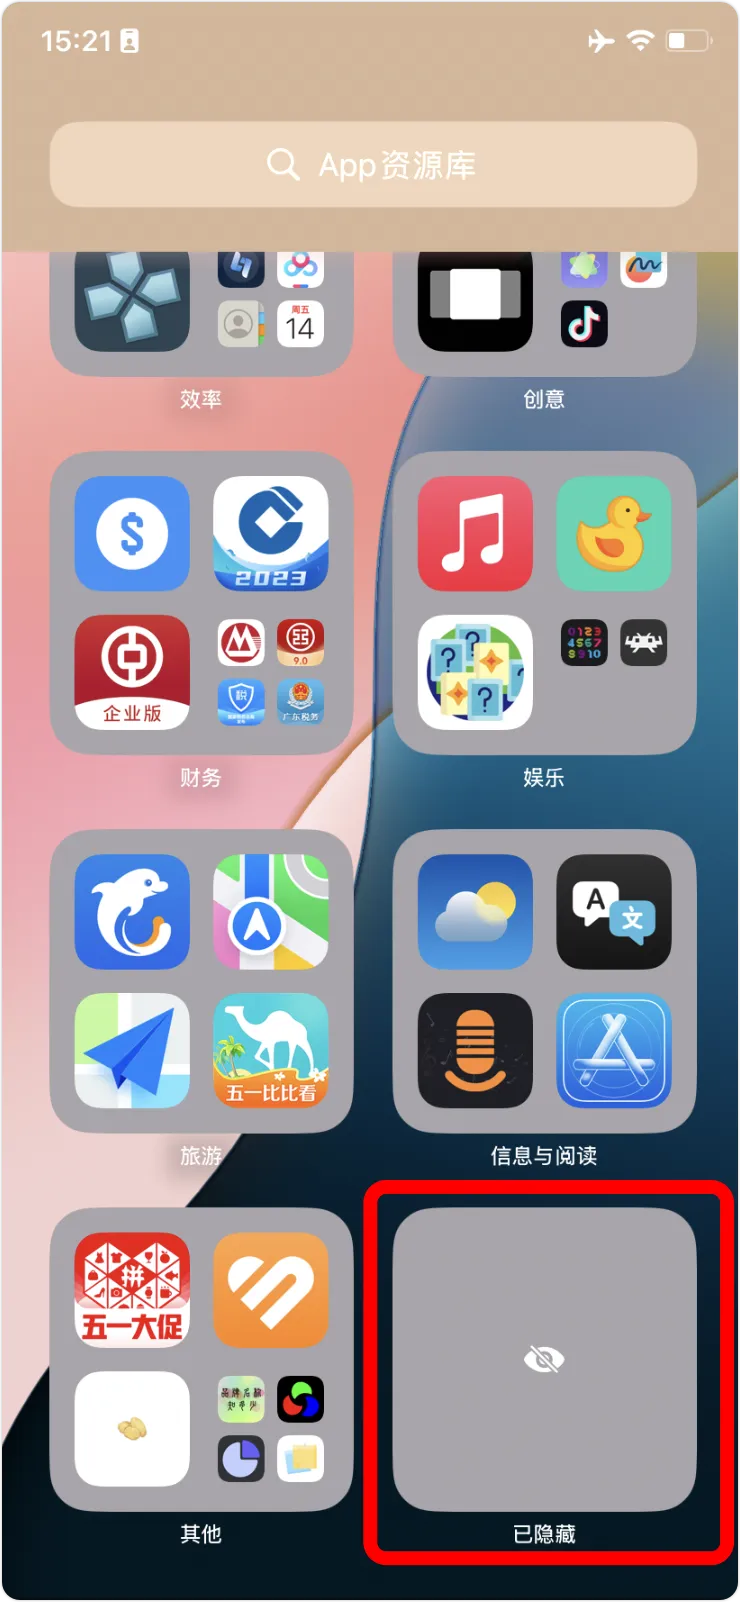 15:21
App资源库
周五
14
效率
创意
$
2023
企业版
9.0
税
广东税务
?
?
?
0123
4567
8910
财务
娱乐
五一比比看
A
文
旅游
信息与阅读
拼
五一大促
其他
已隐藏